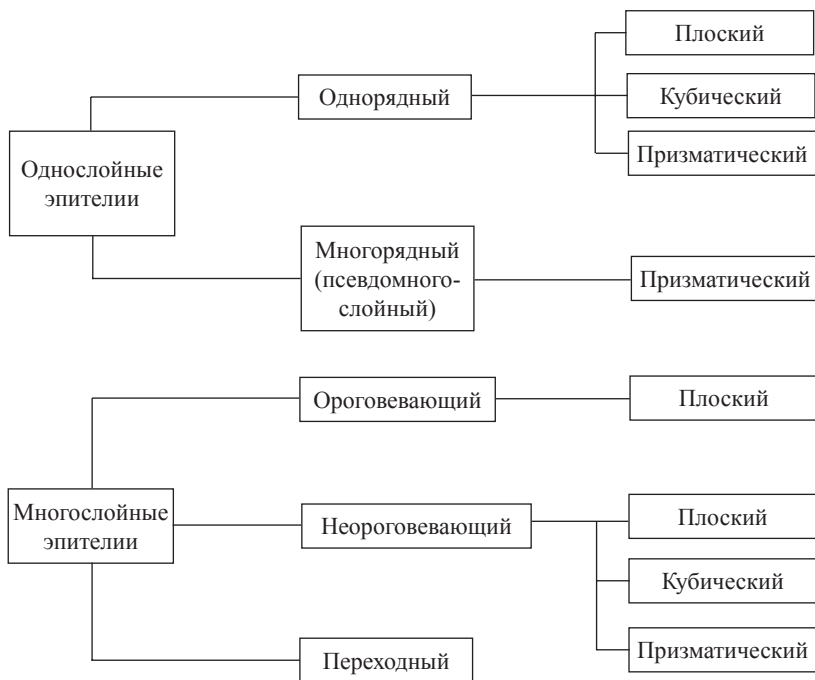 Плоский
Однорядный
Кубический
Призматический
Однослойные
эпителии
Многорядный
(псевдомного-
слойный)
Призматический
Ороговевающий
Плоский
Многослойные
эпителии
Неороговевающий
Плоский
Кубический
Призматический
Переходный